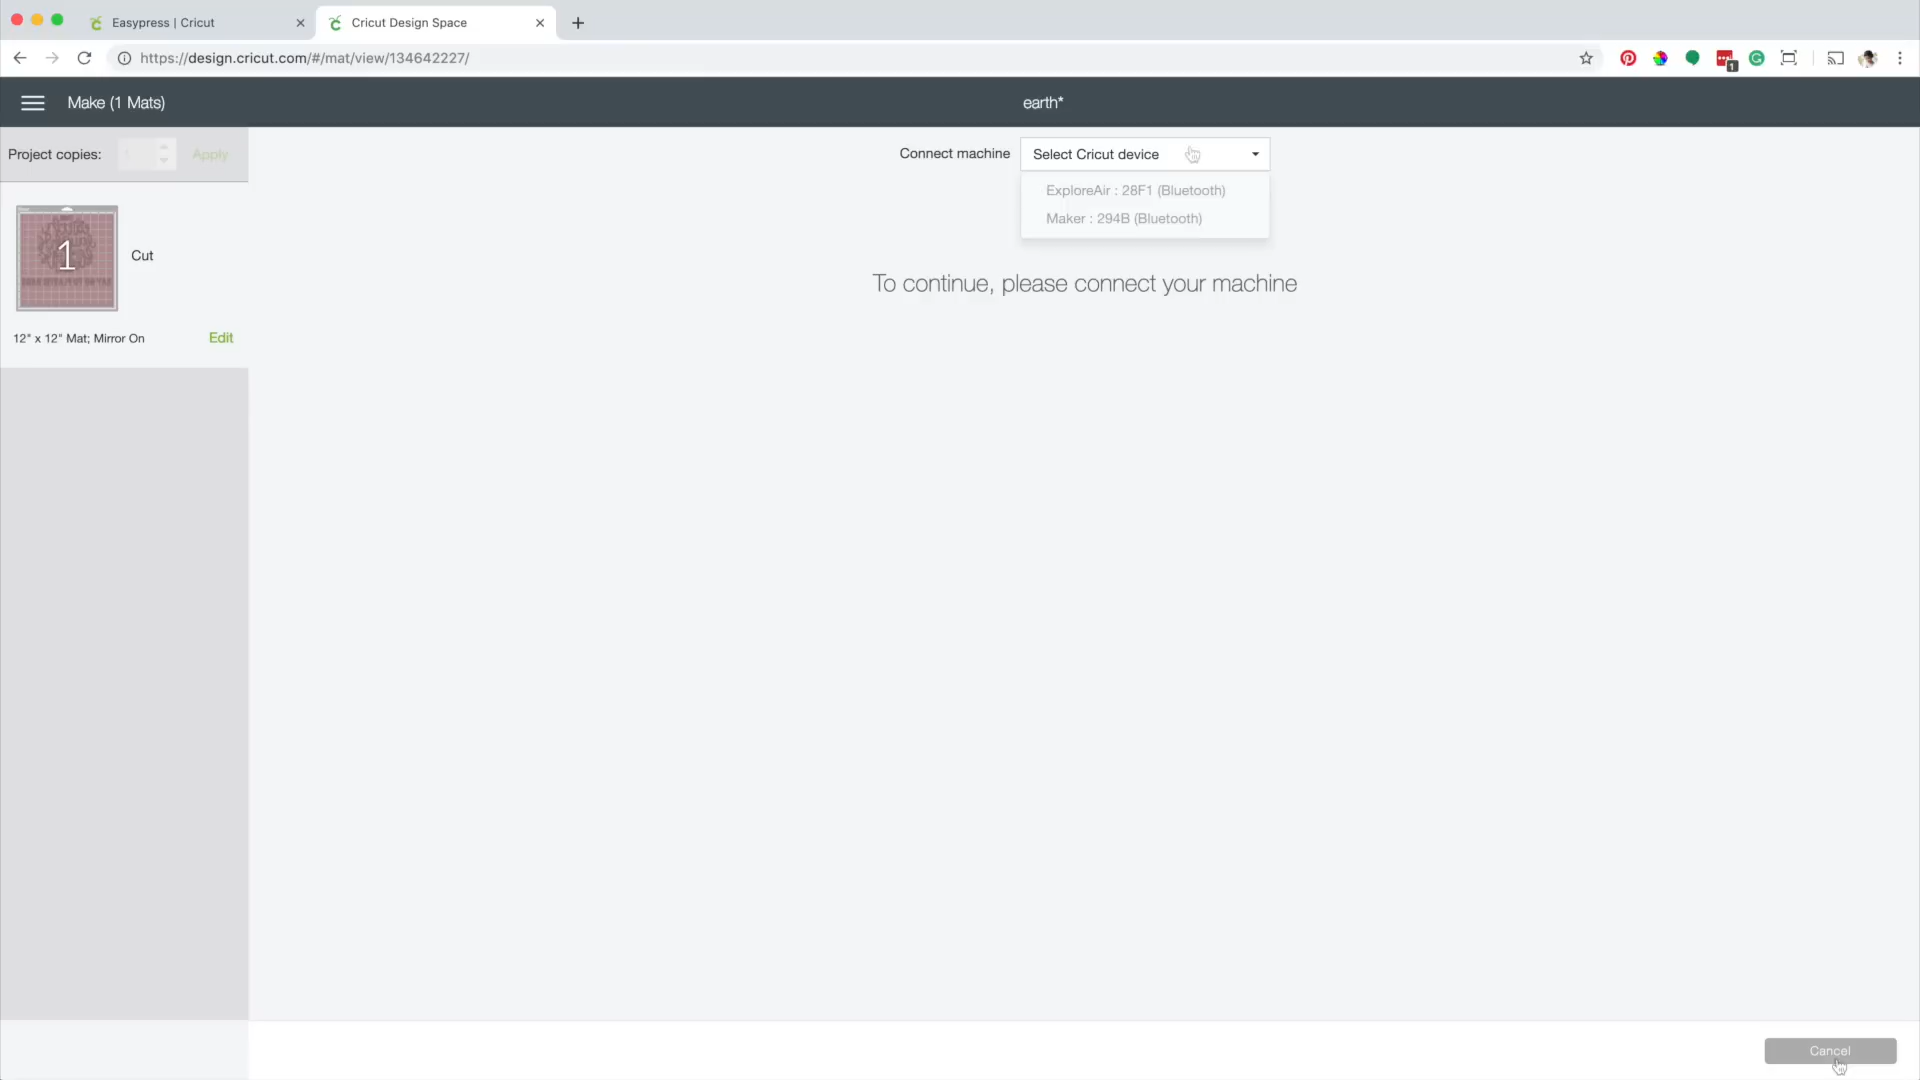 Easypress | Cricut
Cricut Design Space
https://design.cricut.com/#/mat/view/134642227/
1
Make (1 Mats)
earth*
Project copies:
1
Apply
Connect machine
Select Cricut device
ExploreAir : 28F1 (Bluetooth)
Maker : 294B (Bluetooth)
1
Cut
To continue, please connect your machine
12" x 12" Mat; Mirror On
Edit
Cancel